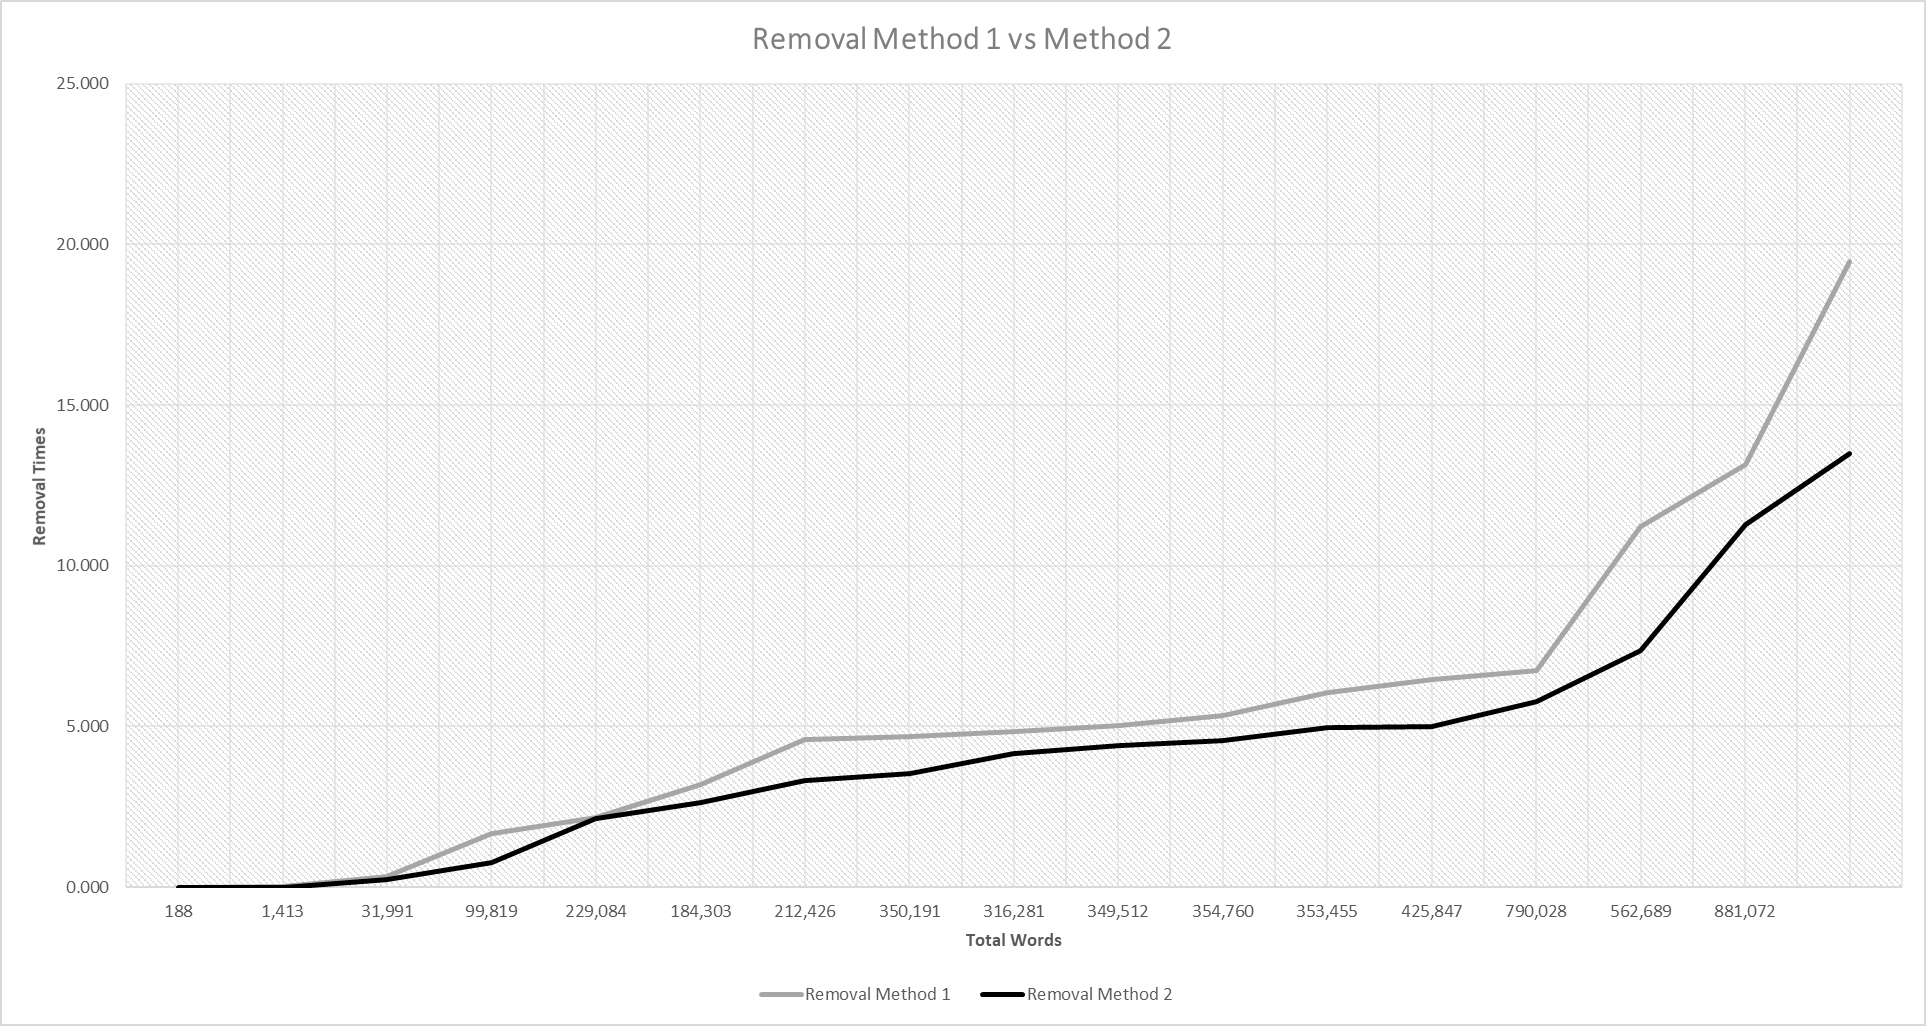 Removal Method 1 vs Method 2
25.000
20.000
15.000
10.000
5.000
0.000
Removal Times
188 1,413 31,991 99,819 229,084 184,303 212,426 350,191 316,281 349,512 354,760 353,455 425,847 790,028 562,689 881,072
Total Words
Removal Method 1 Removal Method 2